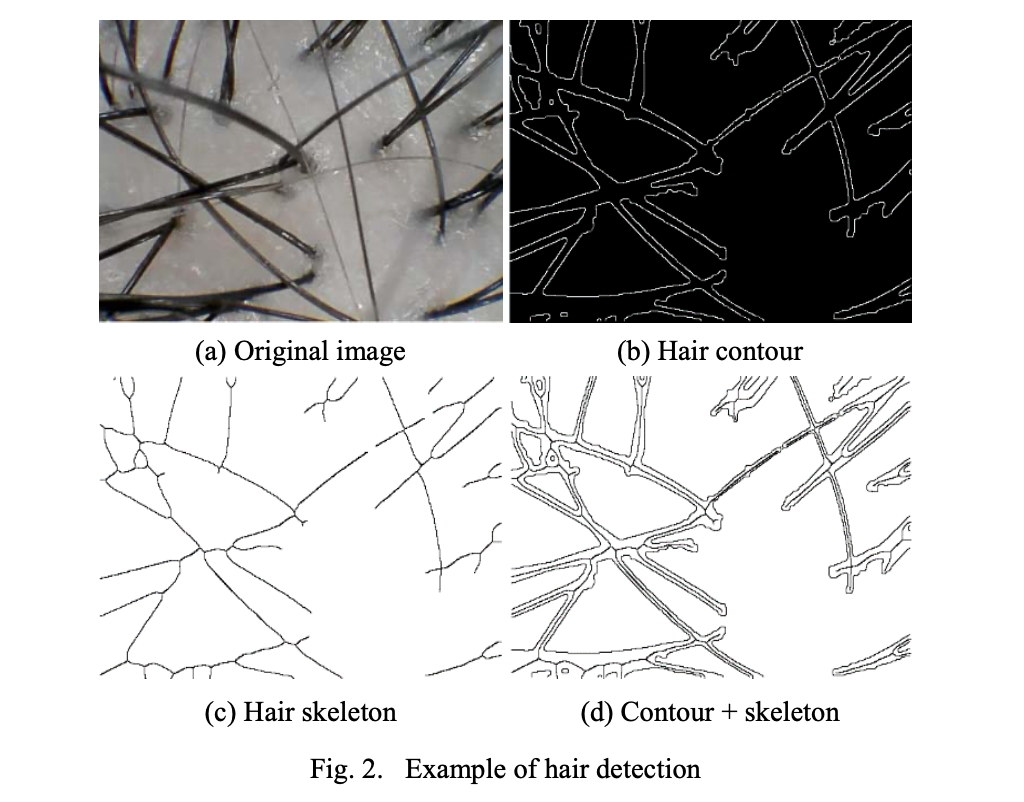 (a) Original image
(b) Hair contour
(c) Hair skeleton
(d) Contour + skeleton
Fig. 2. Example of hair detection